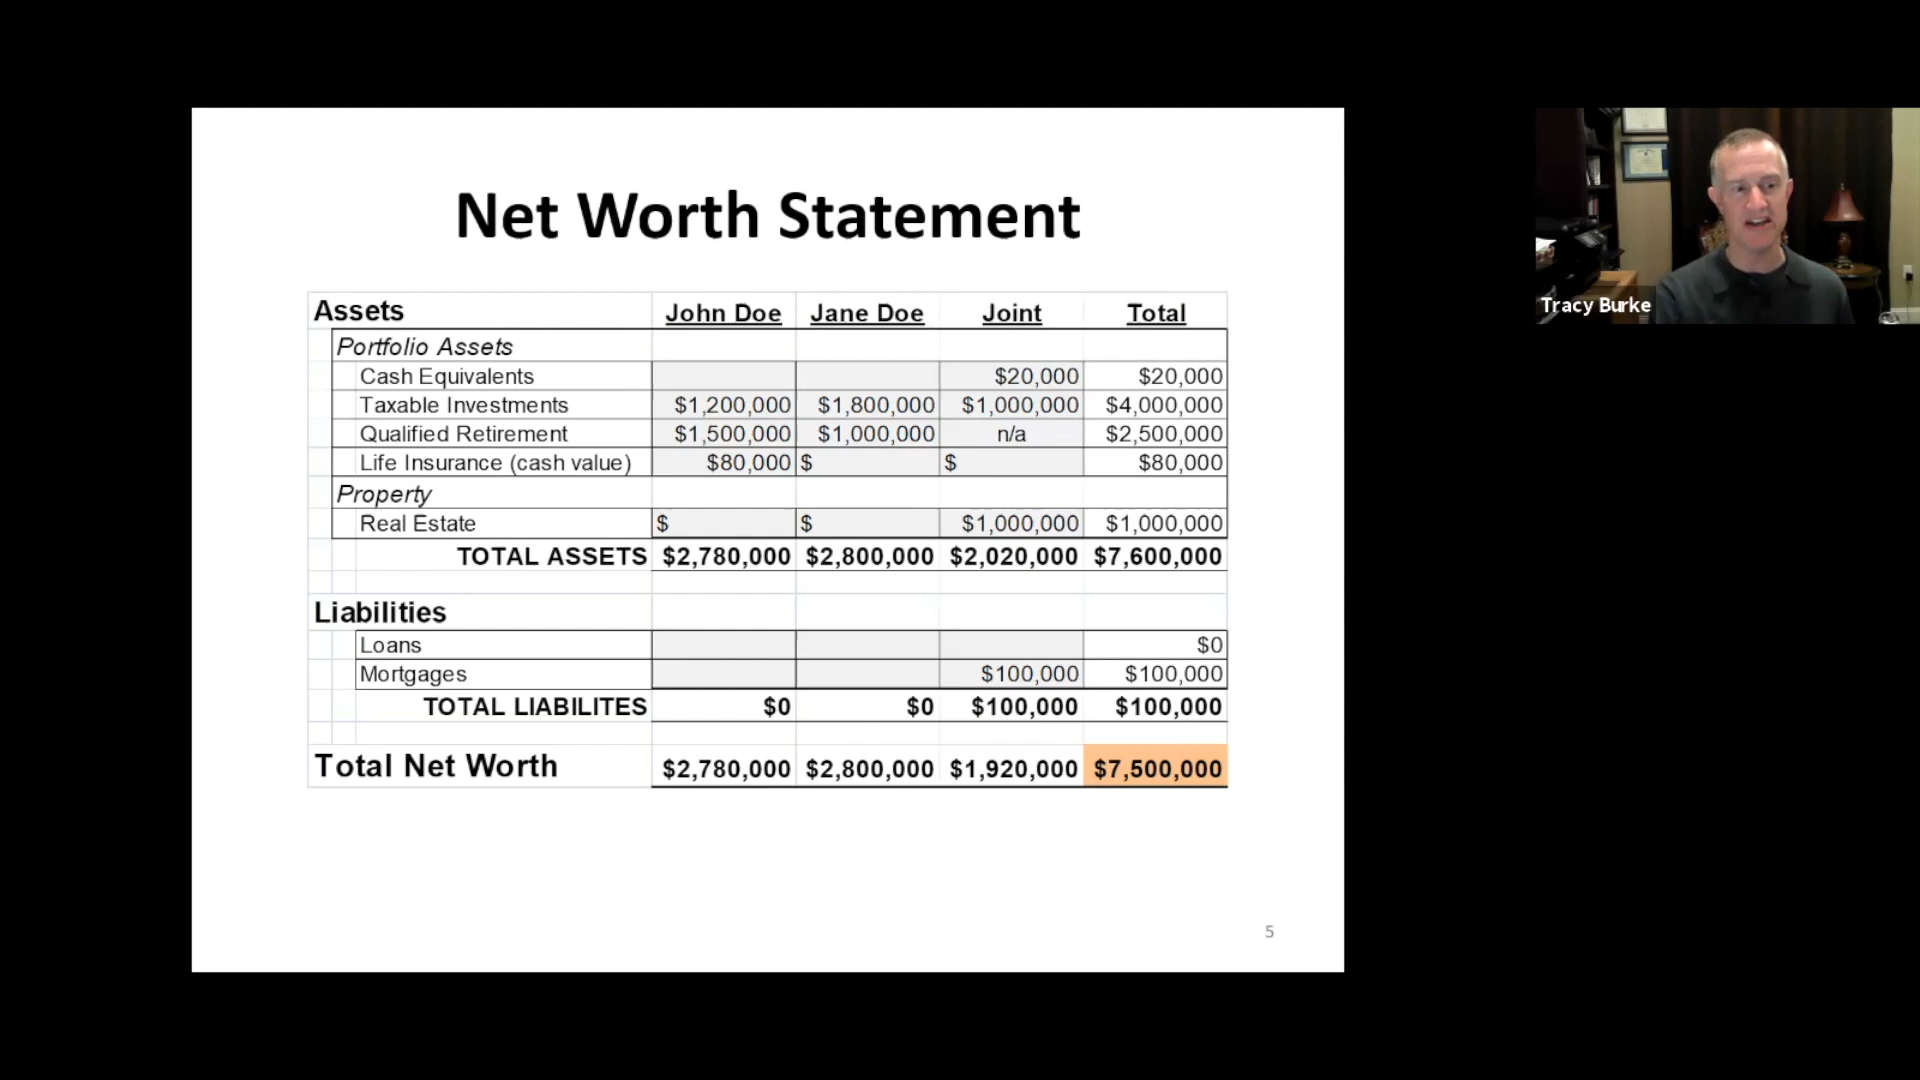 Net Worth Statement
Assets John Doe Jane Doe Joint Total
Portfolio Assets
Cash Equivalents $20,000 $20,000
Taxable Investments $1,200,000 $1,800,000 $1,000,000 $4,000,000
Qualified Retirement $1,500,000 $1,000,000 n/a $2,500,000
Life Insurance (cash value) $80,000 $ $ $80,000
Property
Real Estate $ $ $1,000,000 $1,000,000
TOTAL ASSETS $2,780,000 $2,800,000 $2,020,000 $7,600,000
Liabilities
Loans $0
Mortgages $100,000 $100,000
TOTAL LIABILITES $0 $0 $100,000 $100,000
Total Net Worth $2,780,000 $2,800,000 $1,920,000 $7,500,000
5
Tracy Burke